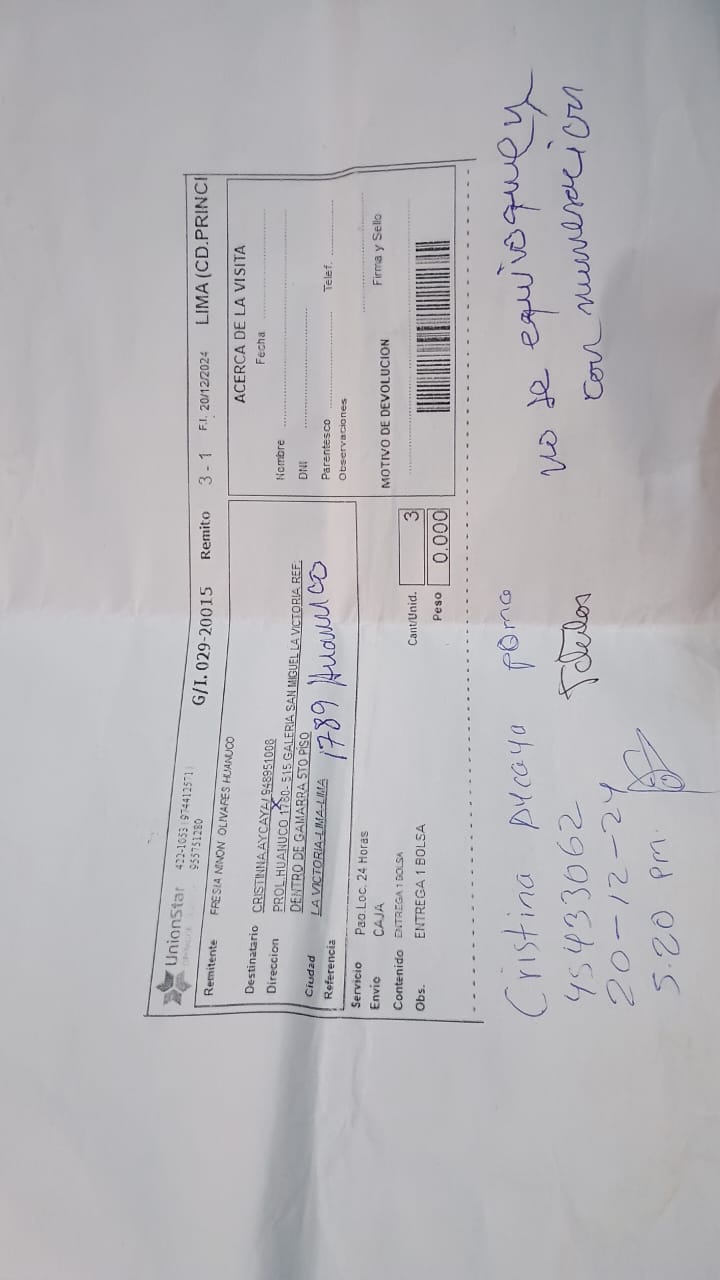 UnionStar
422-1053 | 974412571 |
955751280
G/I. 029-20015 Remito 3 - 1 F.I. 20/12/2024 LIMA (CD.PRINCI
Remitente FRESIA NINON OLIVARES HUANUCO
Destinatario CRISTINNA AYCAYA/ 948951008
Direccion PROL.HUANUCO 1760- 515 GALERIA SAN MIGUEL LA VICTORIA REF:
DENTRO DE GAMARRA 5TO PISO
Ciudad LA VICTORIA-LIMA-LIMA
Referencia 1789 Huanuco
Servicio Paq.Loc. 24 Horas
Envio CAJA
Contenido ENTREGA 1 BOLSA
Obs. ENTREGA 1 BOLSA
Cant/Unid. 3
Peso 0.000
ACERCA DE LA VISITA
Fecha
Nombre
DNI
Parentesco Telef.
Observaciones
Firma y Sello
MOTIVO DE DEVOLUCION
Cristina Aycaya poma
45433062
20-12-24
5:20 pm.
no se equivoquey
con numeracion